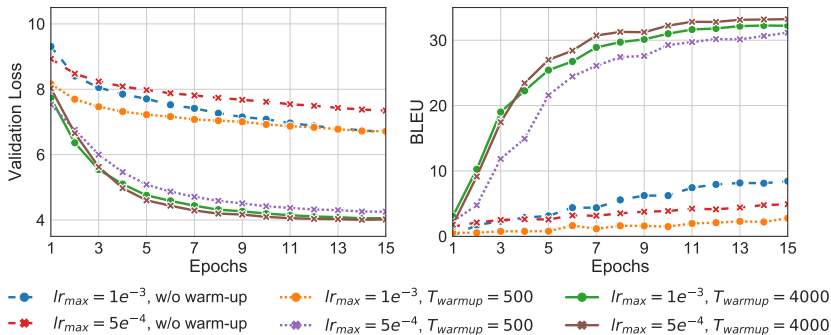 10
8
6
4
Validation Loss
1 3 5 7 9 11 13 15
Epochs
30
20
10
0
BLEU
1 3 5 7 9 11 13 15
Epochs
lr_max = 1e^−3, w/o warm-up
lr_max = 1e^−3, T_warmup = 500
lr_max = 1e^−3, T_warmup = 4000
lr_max = 5e^−4, w/o warm-up
lr_max = 5e^−4, T_warmup = 500
lr_max = 5e^−4, T_warmup = 4000